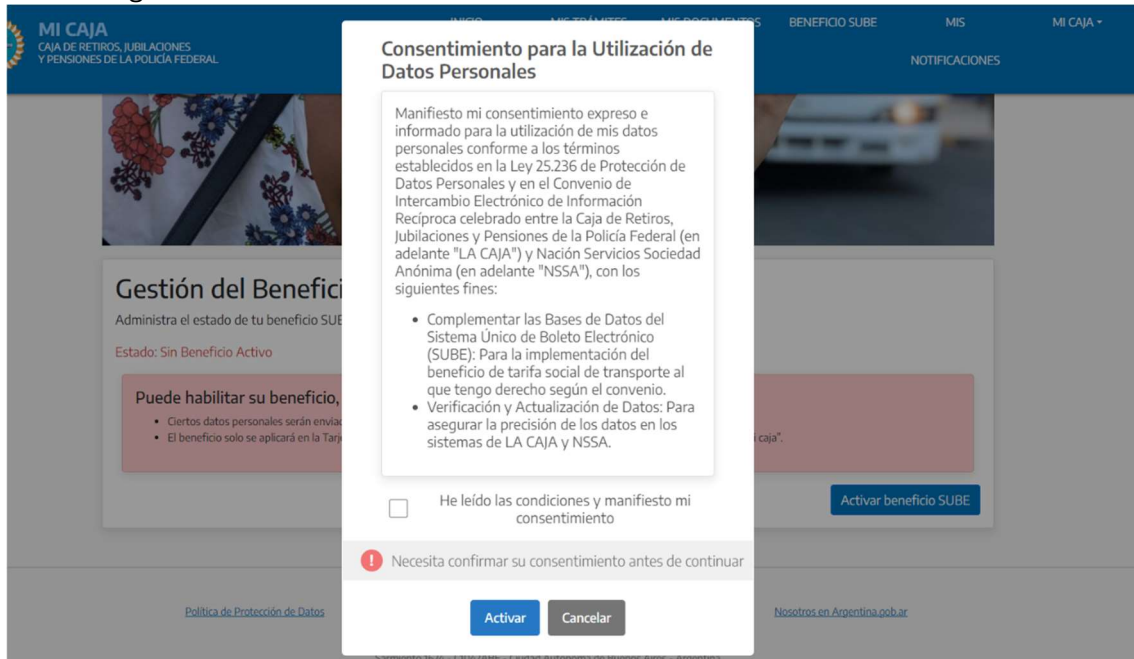 MI CAJA
CAJA DE RETIROS, JUBILACIONES
Y PENSIONES DE LA POLICÍA FEDERAL
INICIO MIS TRÁMITES MIS DOCUMENTOS BENEFICIO SUBE MIS NOTIFICACIONES MI CAJA
Consentimiento para la Utilización de
Datos Personales
Manifiesto mi consentimiento expreso e
informado para la utilización de mis datos
personales conforme a los términos
establecidos en la Ley 25.236 de Protección de
Datos Personales y en el Convenio de
Intercambio Electrónico de Información
Recíproca celebrado entre la Caja de Retiros,
Jubilaciones y Pensiones de la Policía Federal (en
adelante "LA CAJA") y Nación Servicios Sociedad
Anónima (en adelante "NSSA"), con los
siguientes fines:
• Complementar las Bases de Datos del
Sistema Único de Boleto Electrónico
(SUBE): Para la implementación del
beneficio de tarifa social de transporte al
que tengo derecho según el convenio.
• Verificación y Actualización de Datos: Para
asegurar la precisión de los datos en los
sistemas de LA CAJA y NSSA.
He leído las condiciones y manifiesto mi
consentimiento
! Necesita confirmar su consentimiento antes de continuar
Activar Cancelar
Gestión del Benefici
Administra el estado de tu beneficio SUB
Estado: Sin Beneficio Activo
Puede habilitar su beneficio,
• Ciertos datos personales serán enviad
• El beneficio solo se aplicará en la Tarje
i caja".
Activar beneficio SUBE
Política de Protección de Datos
Nosotros en Argentina.gob.ar